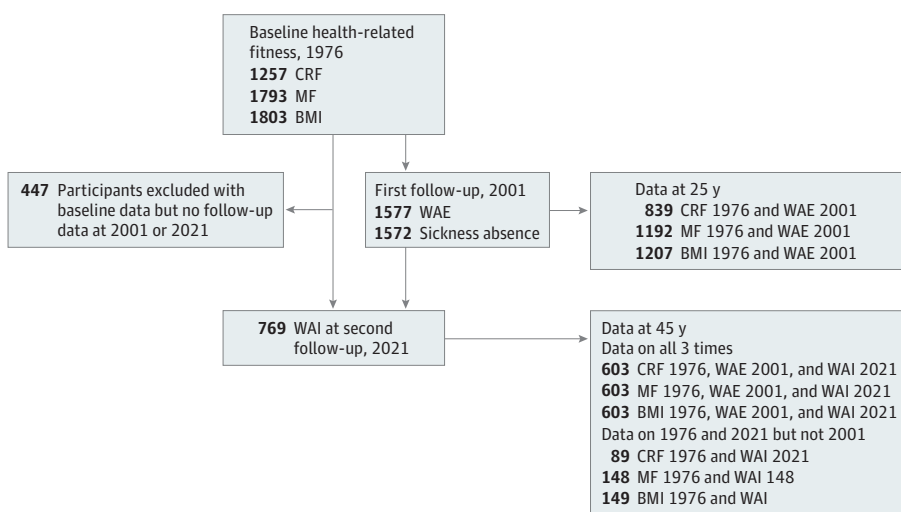 Baseline health-related
fitness, 1976
1257 CRF
1793 MF
1803 BMI
447 Participants excluded with
baseline data but no follow-up
data at 2001 or 2021
First follow-up, 2001
1577 WAE
1572 Sickness absence
Data at 25 y
839 CRF 1976 and WAE 2001
1192 MF 1976 and WAE 2001
1207 BMI 1976 and WAE 2001
769 WAI at second
follow-up, 2021
Data at 45 y
Data on all 3 times
603 CRF 1976, WAE 2001, and WAI 2021
603 MF 1976, WAE 2001, and WAI 2021
603 BMI 1976, WAE 2001, and WAI 2021
Data on 1976 and 2021 but not 2001
89 CRF 1976 and WAI 2021
148 MF 1976 and WAI 148
149 BMI 1976 and WAI